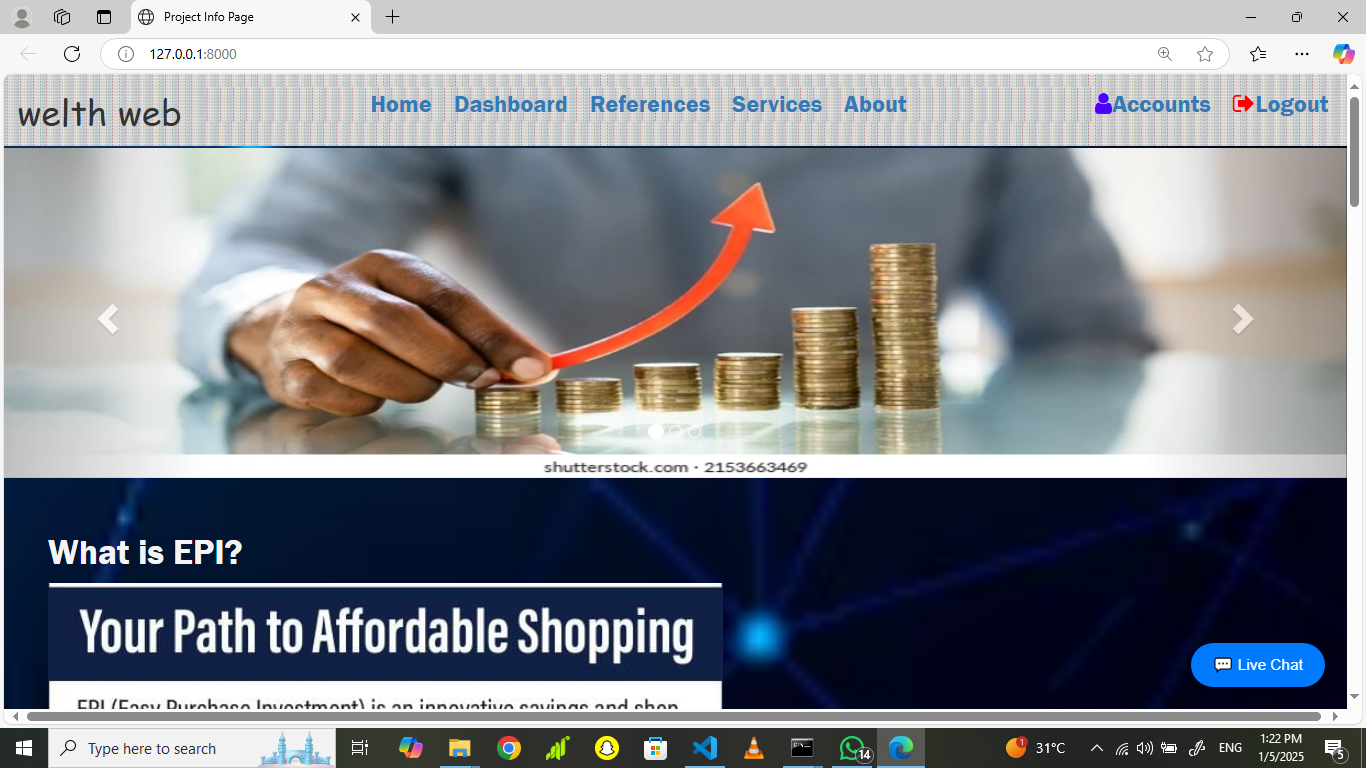 Project Info Page
127.0.0.1:8000
welth web
Home Dashboard References Services About Accounts Logout
shutterstock.com · 2153663469
What is EPI?
Your Path to Affordable Shopping
EPI (Easy Purchase Investment) is an innovative savings and shop
Live Chat
Type here to search
14
1
31°C
ENG
1:22 PM
1/5/2025
5